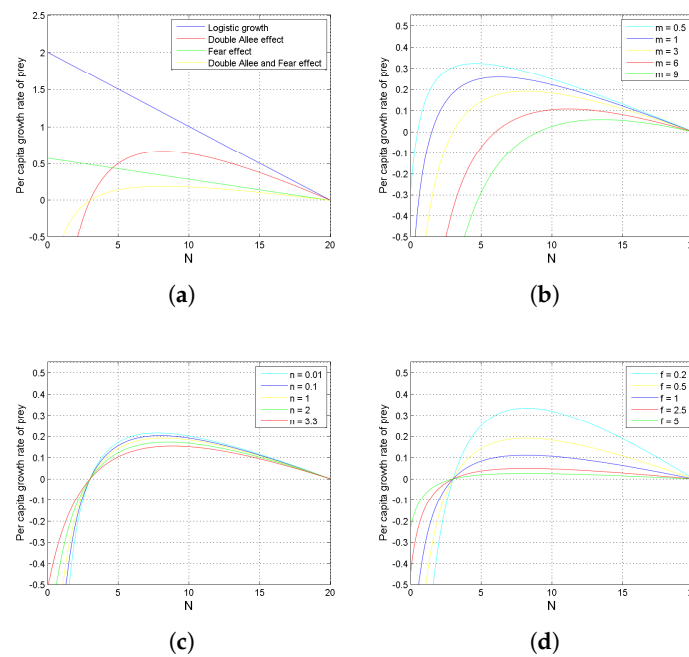 2.5
2
1.5
1
0.5
0
-0.5
0 5 10 15 20
N
Per capita growth rate of prey
Logistic growth
Double Allee effect
Fear effect
Double Allee and Fear effect
(a)
0.5
0.4
0.3
0.2
0.1
0
-0.1
-0.2
-0.3
-0.4
-0.5
0 5 10 15 20
N
Per capita growth rate of prey
m = 0.5
m = 1
m = 3
m = 6
m = 9
(b)
0.5
0.4
0.3
0.2
0.1
0
-0.1
-0.2
-0.3
-0.4
-0.5
0 5 10 15 20
N
Per capita growth rate of prey
n = 0.01
n = 0.1
n = 1
n = 2
n = 3.3
(c)
0.5
0.4
0.3
0.2
0.1
0
-0.1
-0.2
-0.3
-0.4
-0.5
0 5 10 15 20
N
Per capita growth rate of prey
f = 0.2
f = 0.5
f = 1
f = 2.5
f = 5
(d)